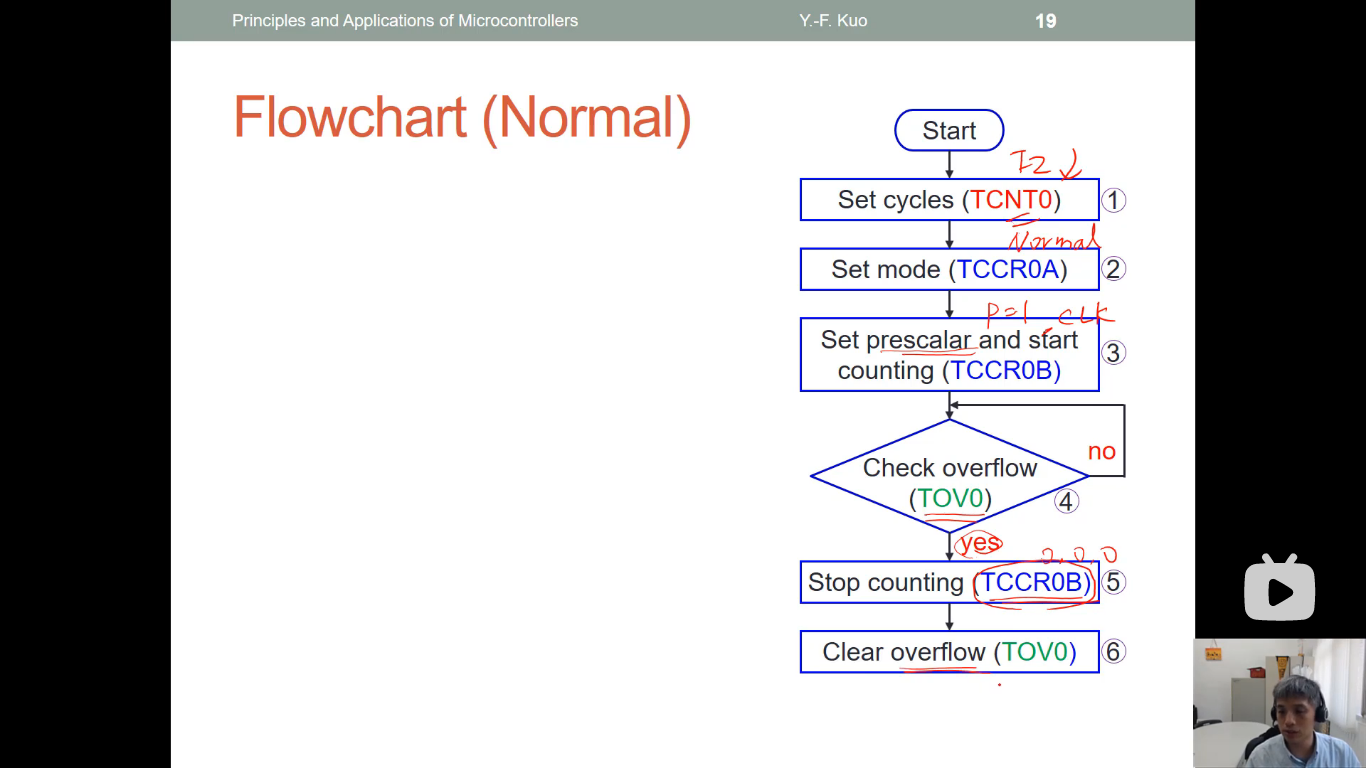 Principles and Applications of Microcontrollers
Y.-F. Kuo
19
Flowchart (Normal)
Start
72
Set cycles (TCNT0)
①
Normal
Set mode (TCCR0A)
②
P=1, CLK
Set prescalar and start
counting (TCCR0B)
③
no
Check overflow
(TOV0)
④
yes
0,0,0
Stop counting (TCCR0B)
⑤
Clear overflow (TOV0)
⑥